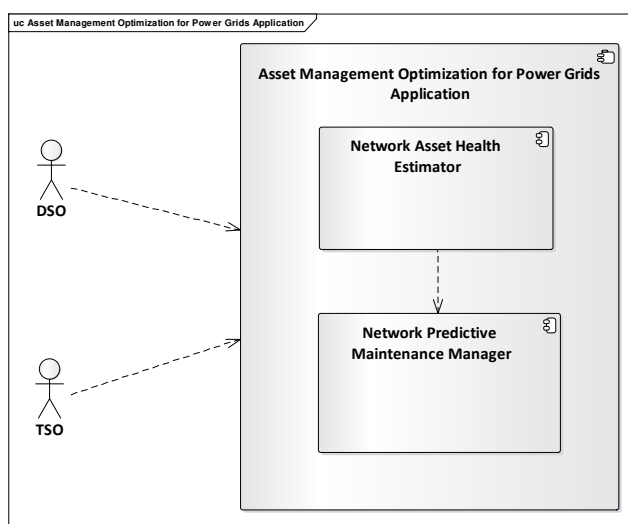 uc Asset Management Optimization for Power Grids Application
Asset Management Optimization for Power Grids
Application
Network Asset Health
Estimator
DSO
Network Predictive
Maintenance Manager
TSO